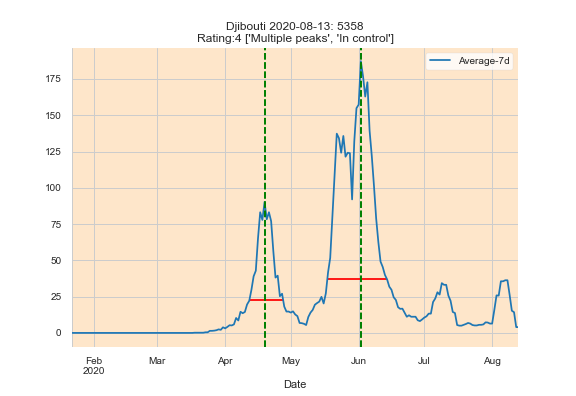 Djibouti 2020-08-13: 5358
Rating:4 ['Multiple peaks', 'In control']
Average-7d
175
150
125
100
75
50
25
0
Feb Mar Apr May Jun Jul Aug
2020
Date